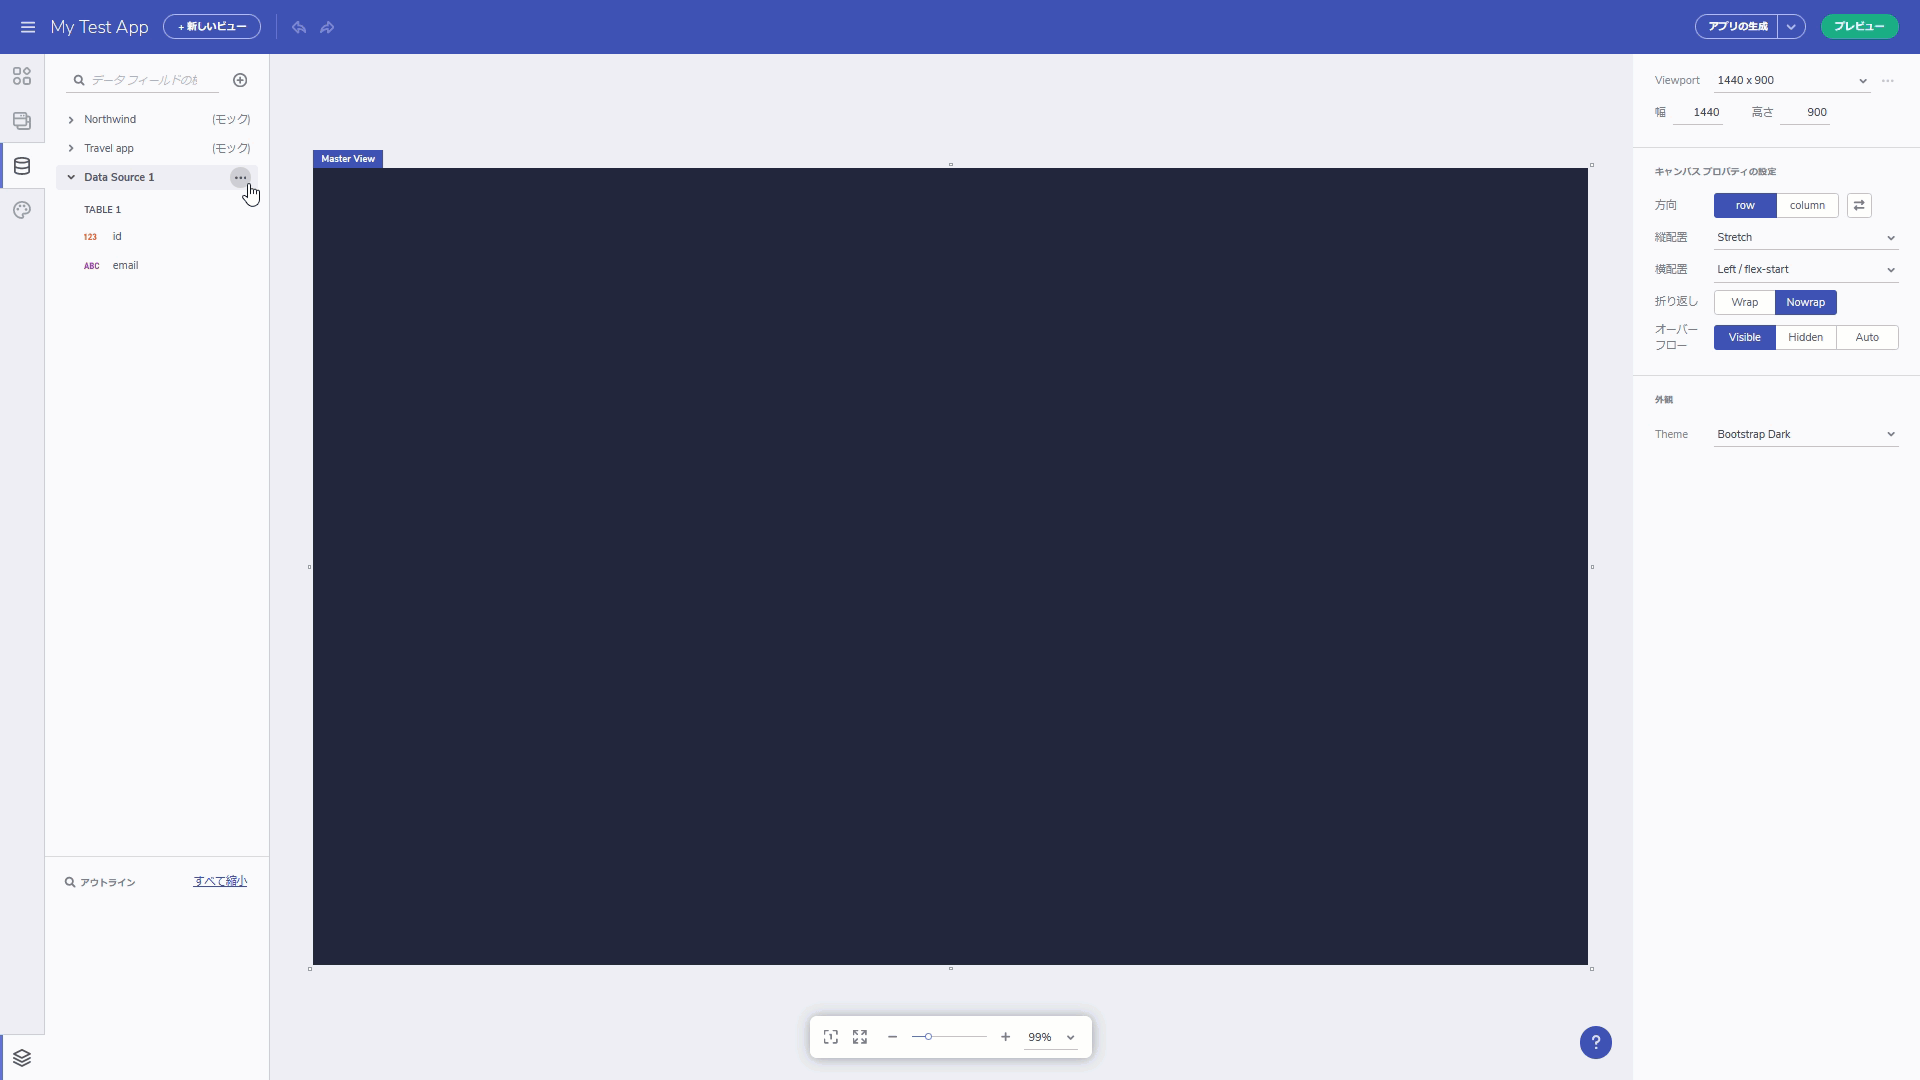 My Test App
+ 新しいビュー
アプリの生成
プレビュー
データ フィールドの
Northwind (モック)
Travel app (モック)
Data Source 1
TABLE 1
123 id
ABC email
アウトライン すべて縮小
Master View
99%
?
Viewport 1440 x 900
幅 1440 高さ 900
キャンバス プロパティの設定
方向 row column
縦配置 Stretch
横配置 Left / flex-start
折り返し Wrap Nowrap
オーバー
フロー Visible Hidden Auto
外観
Theme Bootstrap Dark